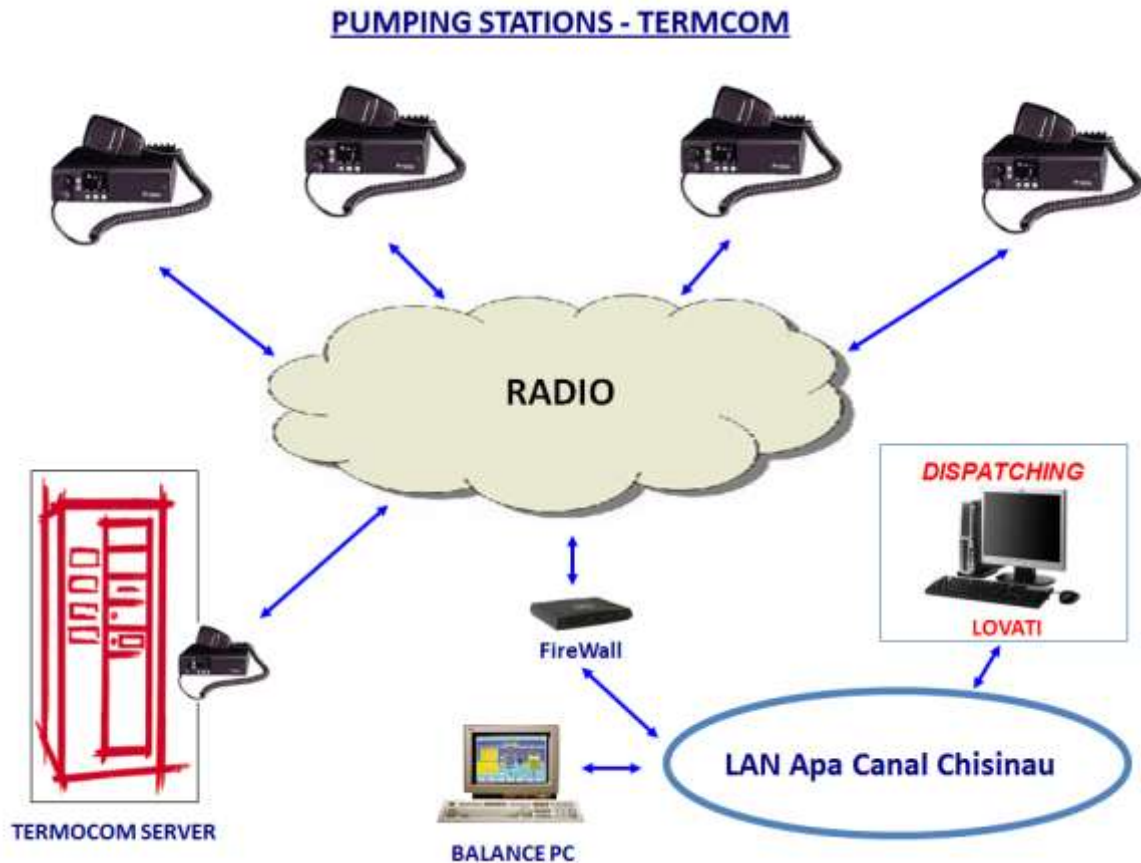 PUMPING STATIONS - TERMCOM
RADIO
DISPATCHING
LOVATI
FireWall
LAN Apa Canal Chisinau
TERMOCOM SERVER
BALANCE PC